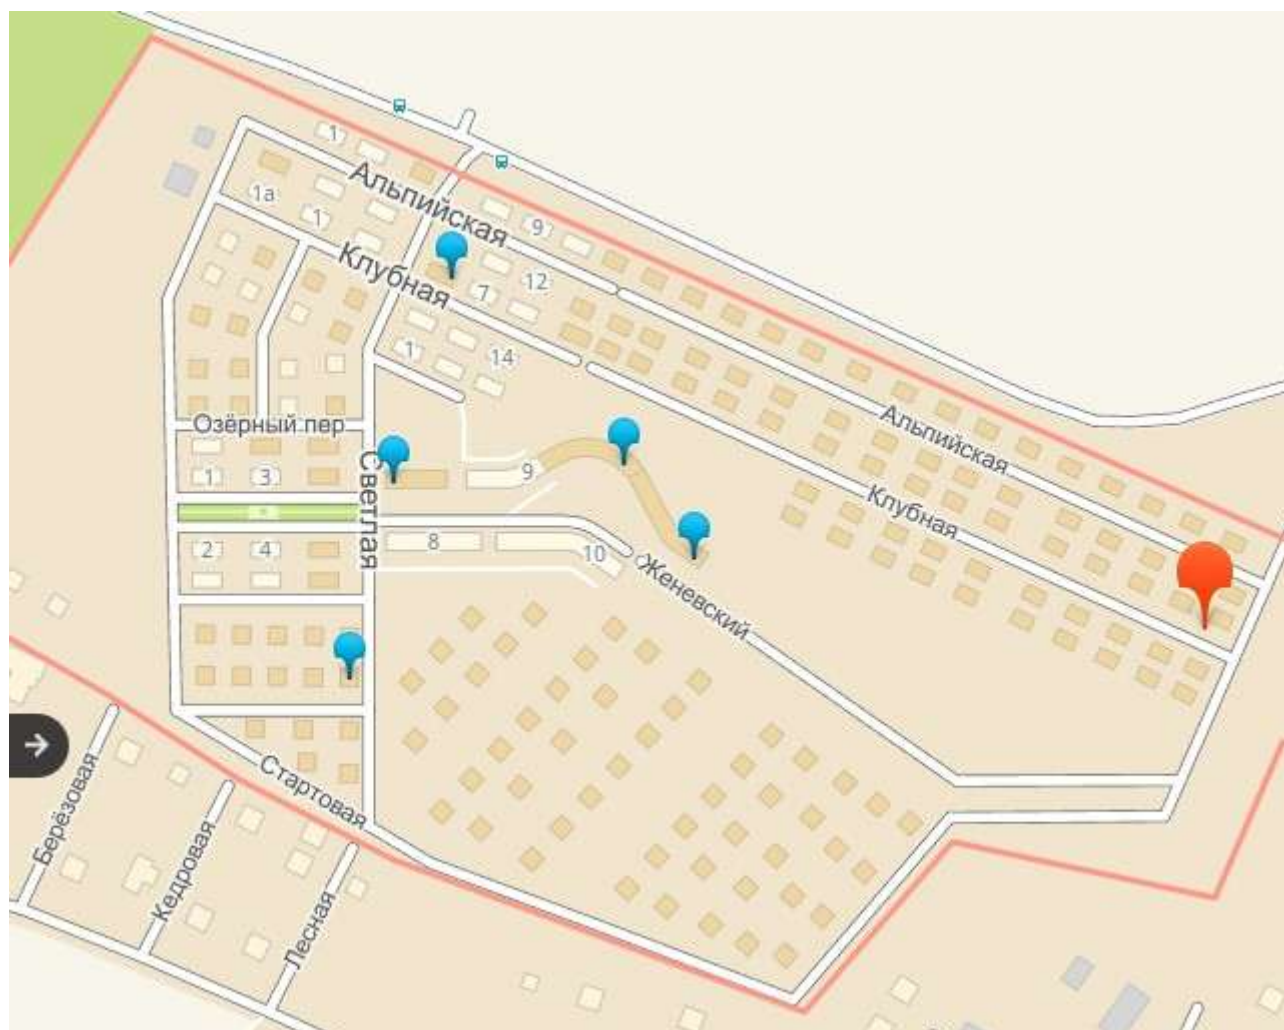 1
Альпийская
1а
1
9
Клубная
12
7
1
14
Озёрный пер
1
3
9
Светлая
8
10
2
4
Женевский
Альпийская
Клубная
Стартовая
Берёзовая
Кедровая
Лесная